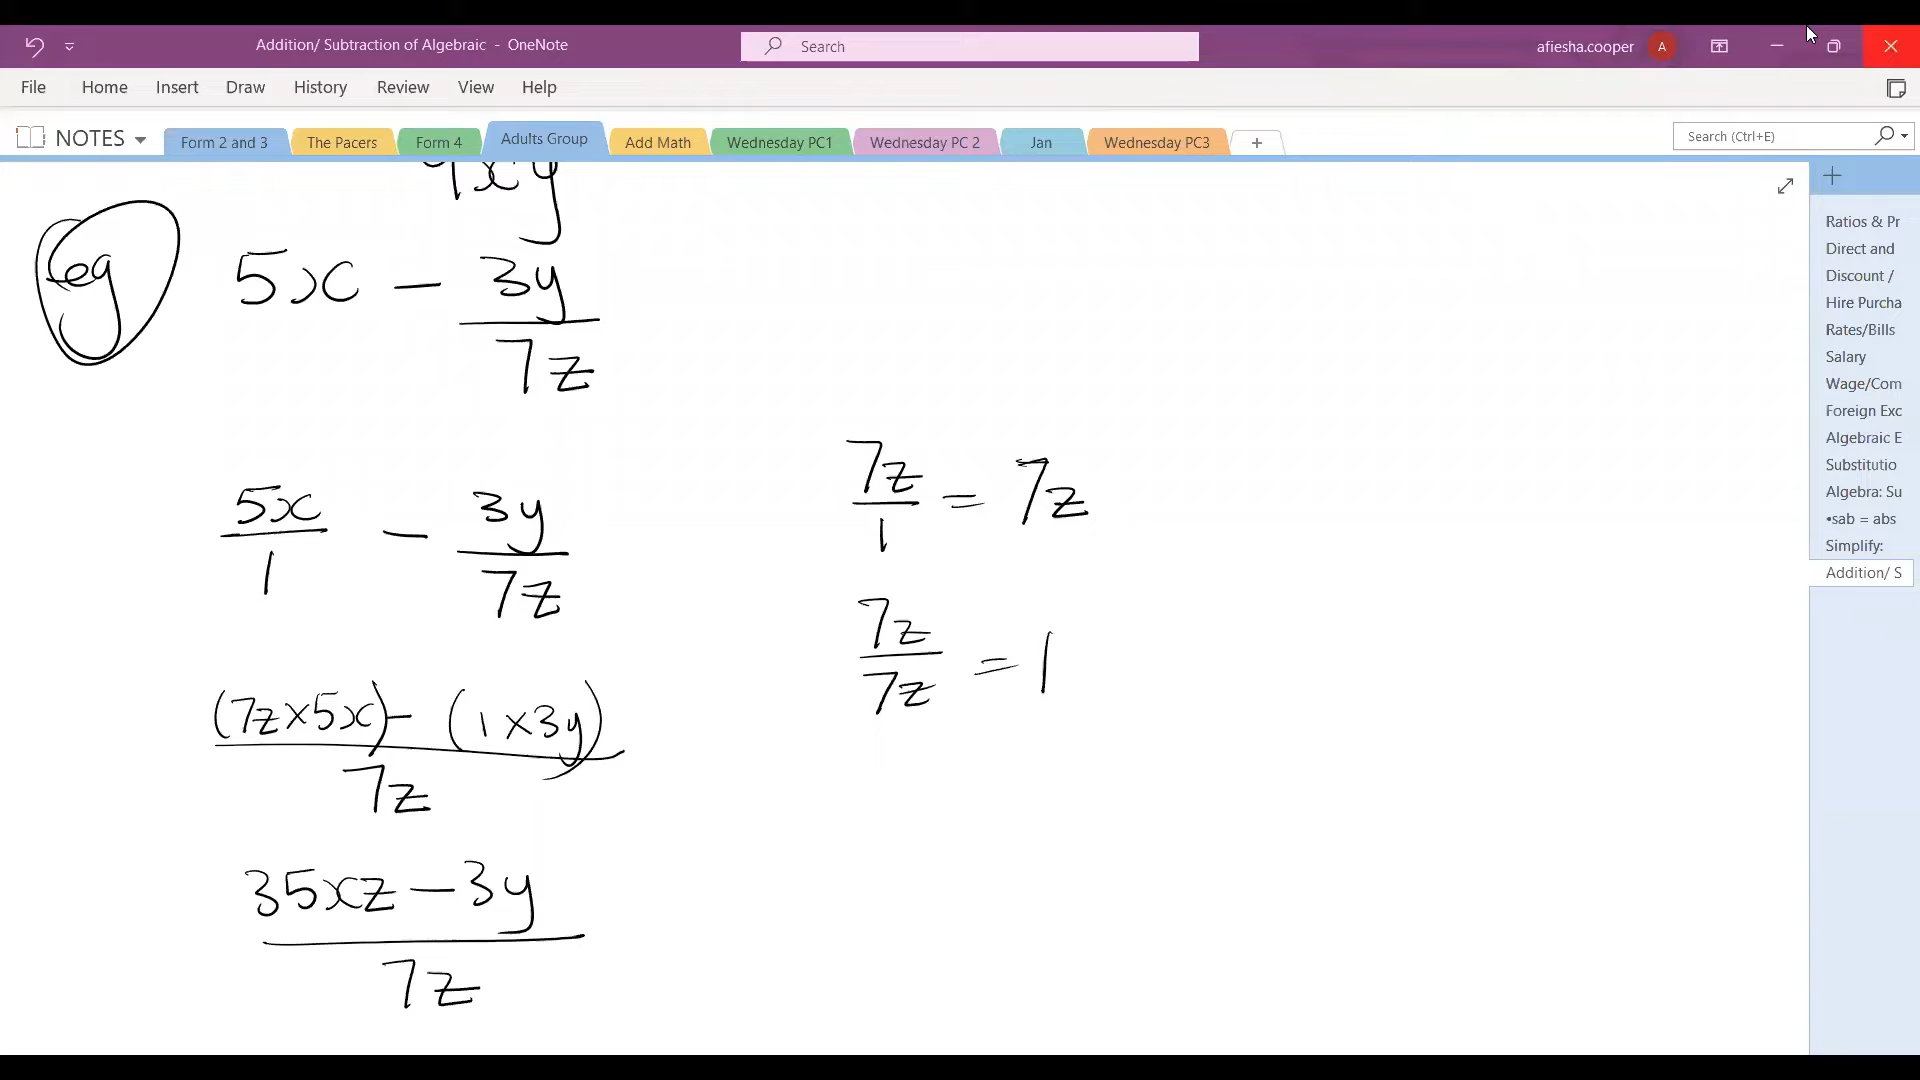 Addition/ Subtraction of Algebraic - OneNote
Search
afiesha.cooper
A
File Home Insert Draw History Review View Help
NOTES
Form 2 and 3
The Pacers
Form 4
Adults Group
Add Math
Wednesday PC1
Wednesday PC 2
Jan
Wednesday PC3
+
Search (Ctrl+E)
Ratios & Pr
Direct and
Discount /
Hire Purcha
Rates/Bills
Salary
Wage/Com
Foreign Exc
Algebraic E
Substitutio
Algebra: Su
•sab = abs
Simplify:
Addition/ S
xy
eg
5x - 3y
7z
5x - 3y
1 7z
(7z×5x) - (1×3y)
7z
35xz - 3y
7z
7z = 7z
1
7z = 1
7z